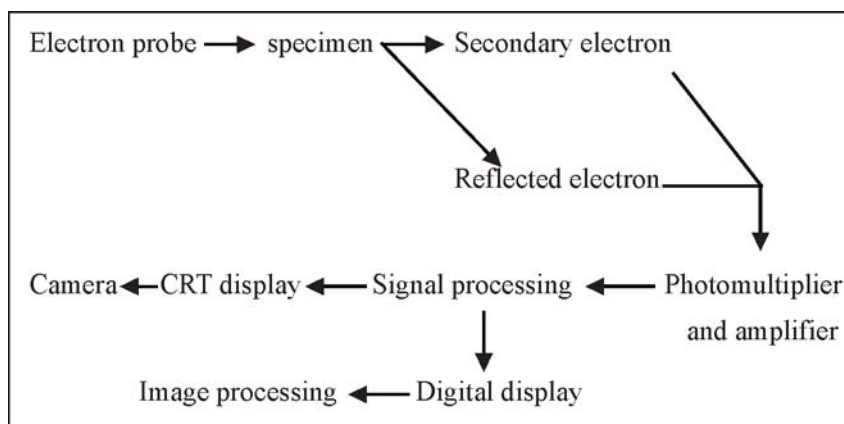 Electron probe specimen Secondary electron
Reflected electron
Camera CRT display Signal processing Photomultiplier
and amplifier
Image processing Digital display